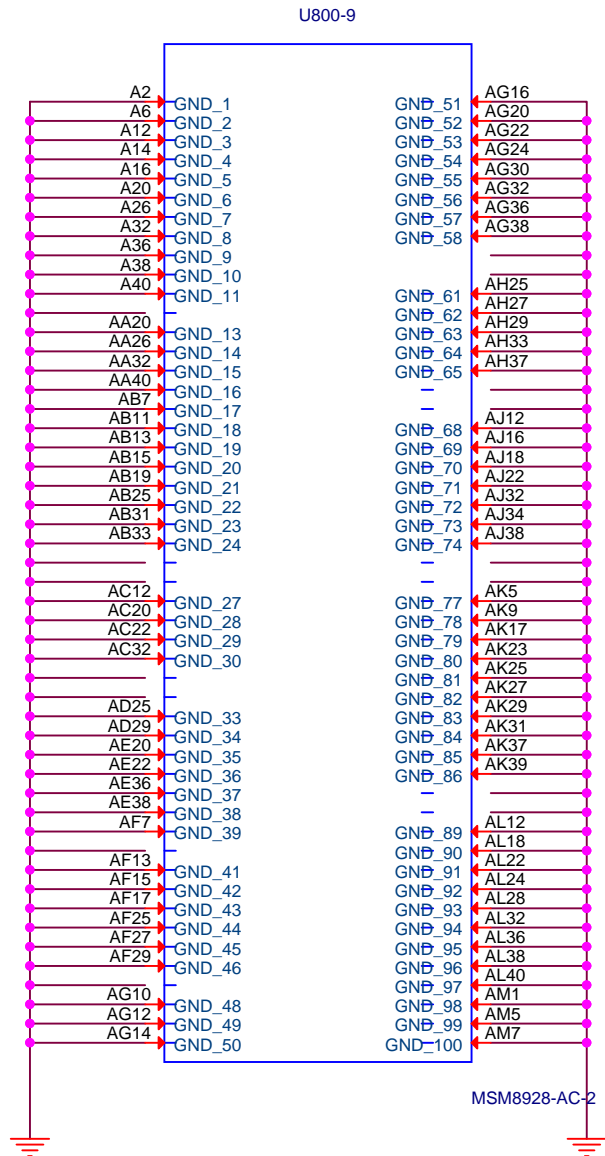 U800-9
A2 GND_1 GND_51 AG16
A6 GND_2 GND_52 AG20
A12 GND_3 GND_53 AG22
A14 GND_4 GND_54 AG24
A16 GND_5 GND_55 AG30
A20 GND_6 GND_56 AG32
A26 GND_7 GND_57 AG36
A32 GND_8 GND_58 AG38
A36 GND_9
A38 GND_10
A40 GND_11 GND_61 AH25
GND_62 AH27
AA20 GND_13 GND_63 AH29
AA26 GND_14 GND_64 AH33
AA32 GND_15 GND_65 AH37
AA40 GND_16
AB7 GND_17
AB11 GND_18 GND_68 AJ12
AB13 GND_19 GND_69 AJ16
AB15 GND_20 GND_70 AJ18
AB19 GND_21 GND_71 AJ22
AB25 GND_22 GND_72 AJ32
AB31 GND_23 GND_73 AJ34
AB33 GND_24 GND_74 AJ38
AC12 GND_27 GND_77 AK5
AC20 GND_28 GND_78 AK9
AC22 GND_29 GND_79 AK17
AC32 GND_30 GND_80 AK23
GND_81 AK25
GND_82 AK27
AD25 GND_33 GND_83 AK29
AD29 GND_34 GND_84 AK31
AE20 GND_35 GND_85 AK37
AE22 GND_36 GND_86 AK39
AE36 GND_37
AE38 GND_38
AF7 GND_39 GND_89 AL12
GND_90 AL18
AF13 GND_41 GND_91 AL22
AF15 GND_42 GND_92 AL24
AF17 GND_43 GND_93 AL28
AF25 GND_44 GND_94 AL32
AF27 GND_45 GND_95 AL36
AF29 GND_46 GND_96 AL38
GND_97 AL40
AG10 GND_48 GND_98 AM1
AG12 GND_49 GND_99 AM5
AG14 GND_50 GND_100 AM7
MSM8928-AC-2